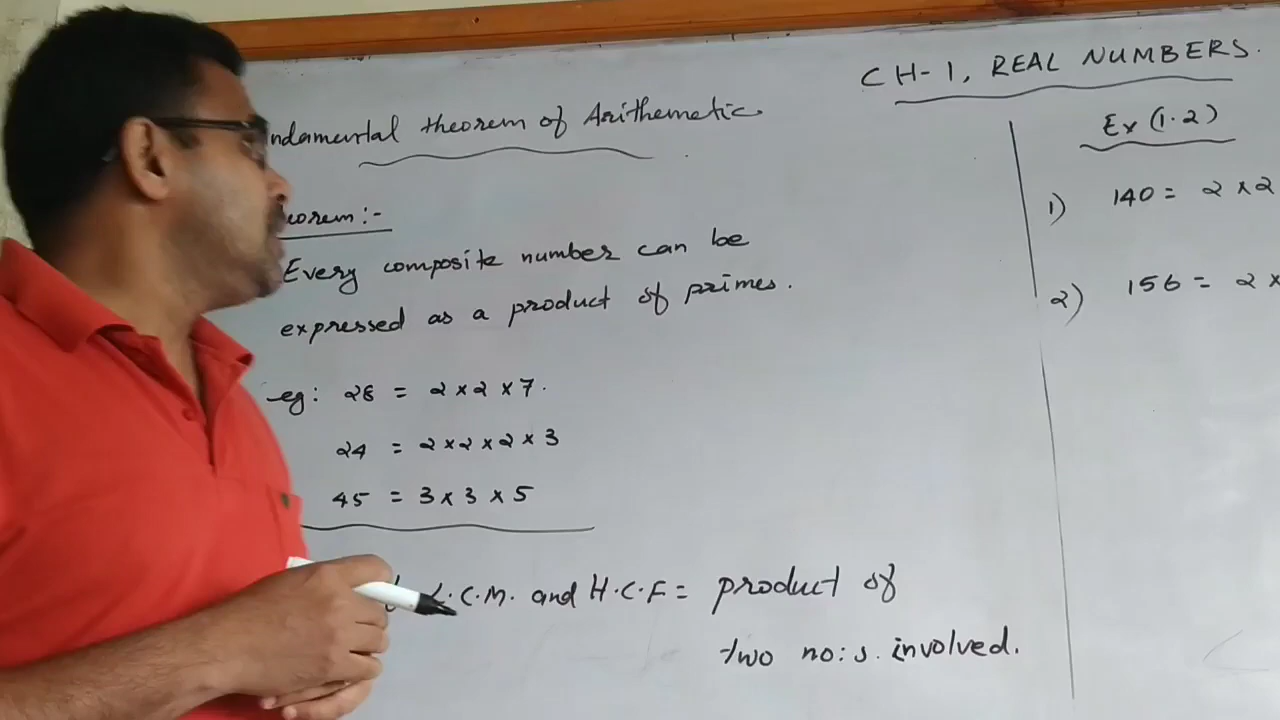 CH-1, REAL NUMBERS.
ndamental theorem of Arithematic.
eorem :-
Every composite number can be
expressed as a product of primes.
eg: 28 = 2 × 2 × 7.
24 = 2 × 2 × 2 × 3
45 = 3 × 3 × 5
L.C.M. and H.C.F = product of
two no:s. involved.
Ex (1.2)
1) 140 = 2 × 2
2) 156 = 2 ×